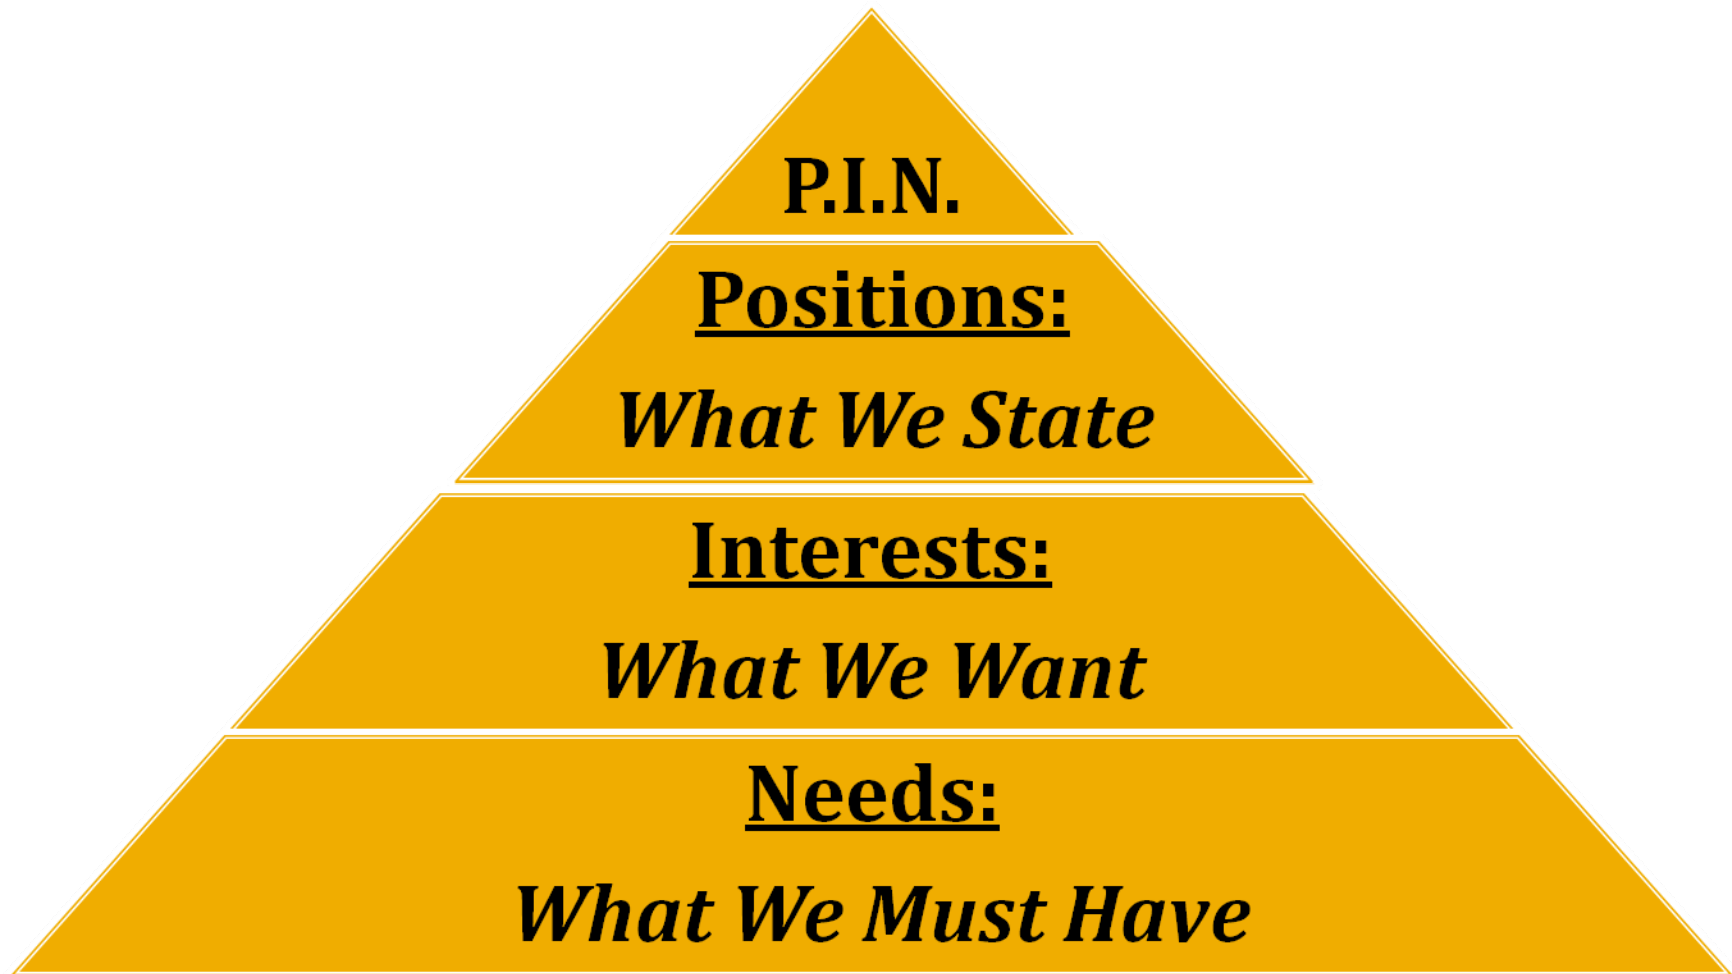 P.I.N.
Positions:
What We State
Interests:
What We Want
Needs:
What We Must Have